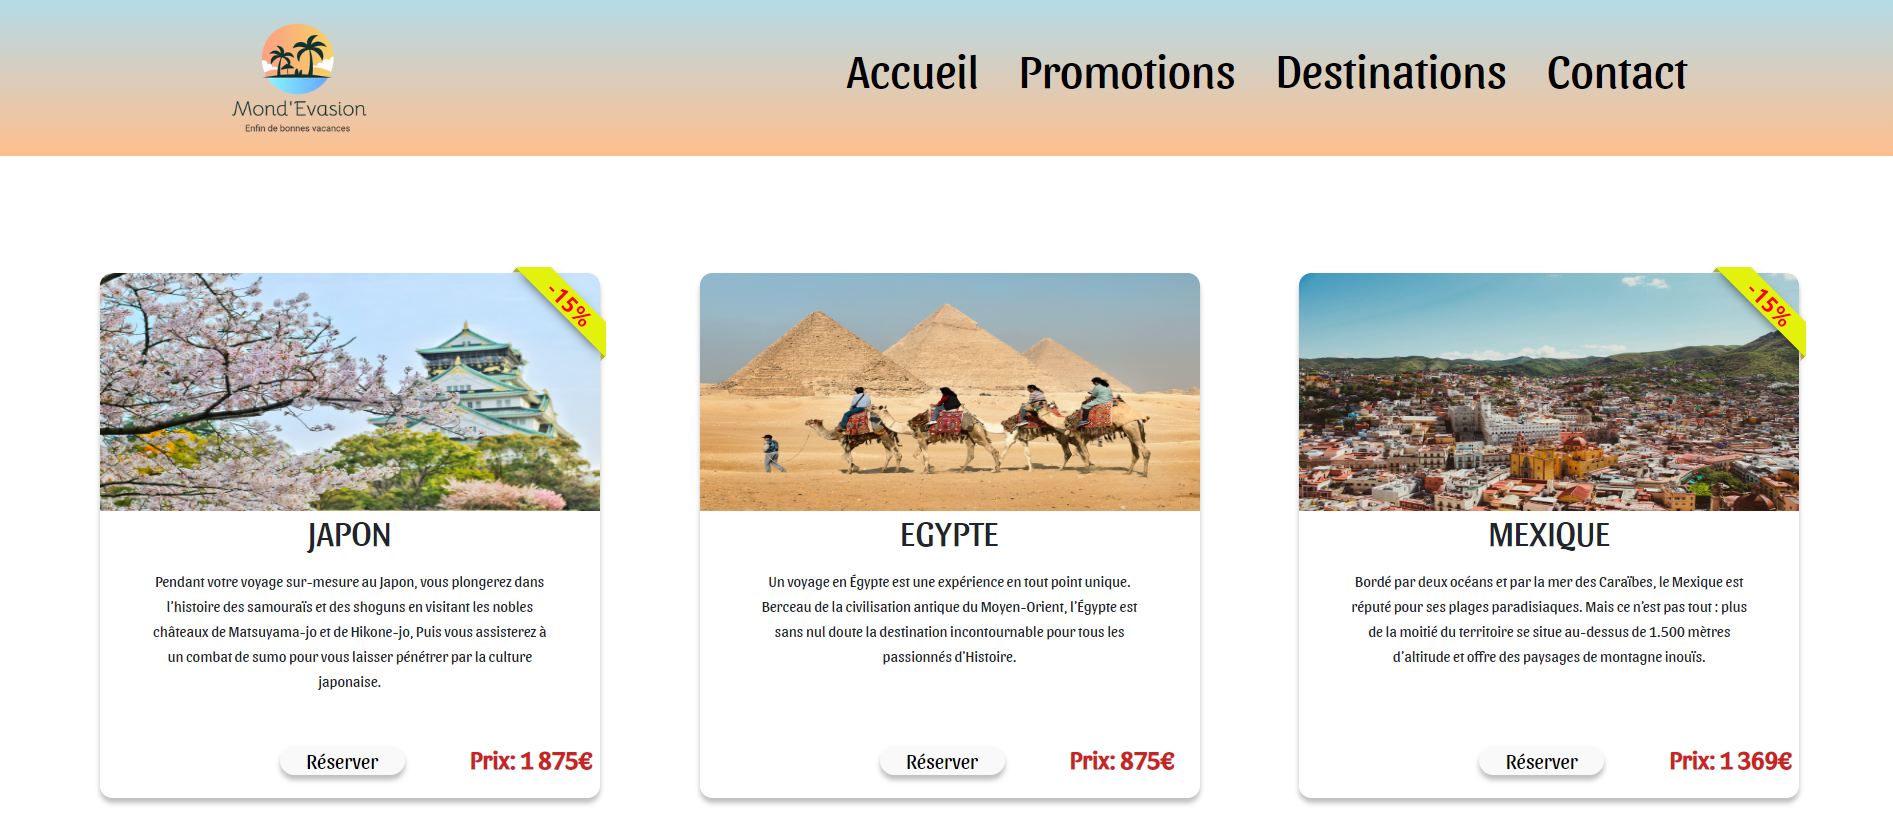 Mond'Evasion
Enfin de bonnes vacances
Accueil Promotions Destinations Contact
-15%
JAPON
Pendant votre voyage sur-mesure au Japon, vous plongerez dans
l'histoire des samouraïs et des shoguns en visitant les nobles
châteaux de Matsuyama-jo et de Hikone-jo, Puis vous assisterez à
un combat de sumo pour vous laisser pénétrer par la culture
japonaise.
Réserver
Prix: 1 875€
EGYPTE
Un voyage en Égypte est une expérience en tout point unique.
Berceau de la civilisation antique du Moyen-Orient, l'Égypte est
sans nul doute la destination incontournable pour tous les
passionnés d'Histoire.
Réserver
Prix: 875€
-15%
MEXIQUE
Bordé par deux océans et par la mer des Caraïbes, le Mexique est
réputé pour ses plages paradisiaques. Mais ce n'est pas tout : plus
de la moitié du territoire se situe au-dessus de 1.500 mètres
d'altitude et offre des paysages de montagne inouïs.
Réserver
Prix: 1 369€